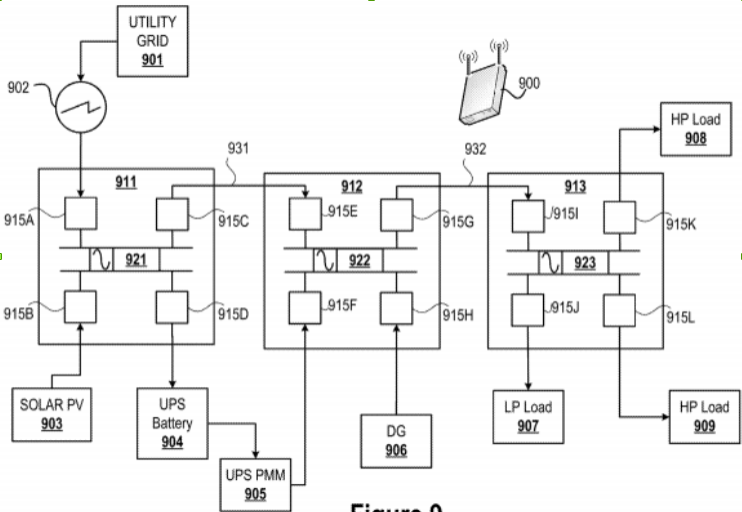 UTILITY
GRID
901
902
900
HP Load
908
931
932
911
912
913
915A
915C
915E
915G
915I
915K
921
922
923
915B
915D
915F
915H
915J
915L
SOLAR PV
903
UPS
Battery
904
UPS PMM
905
DG
906
LP Load
907
HP Load
909
Figure 9